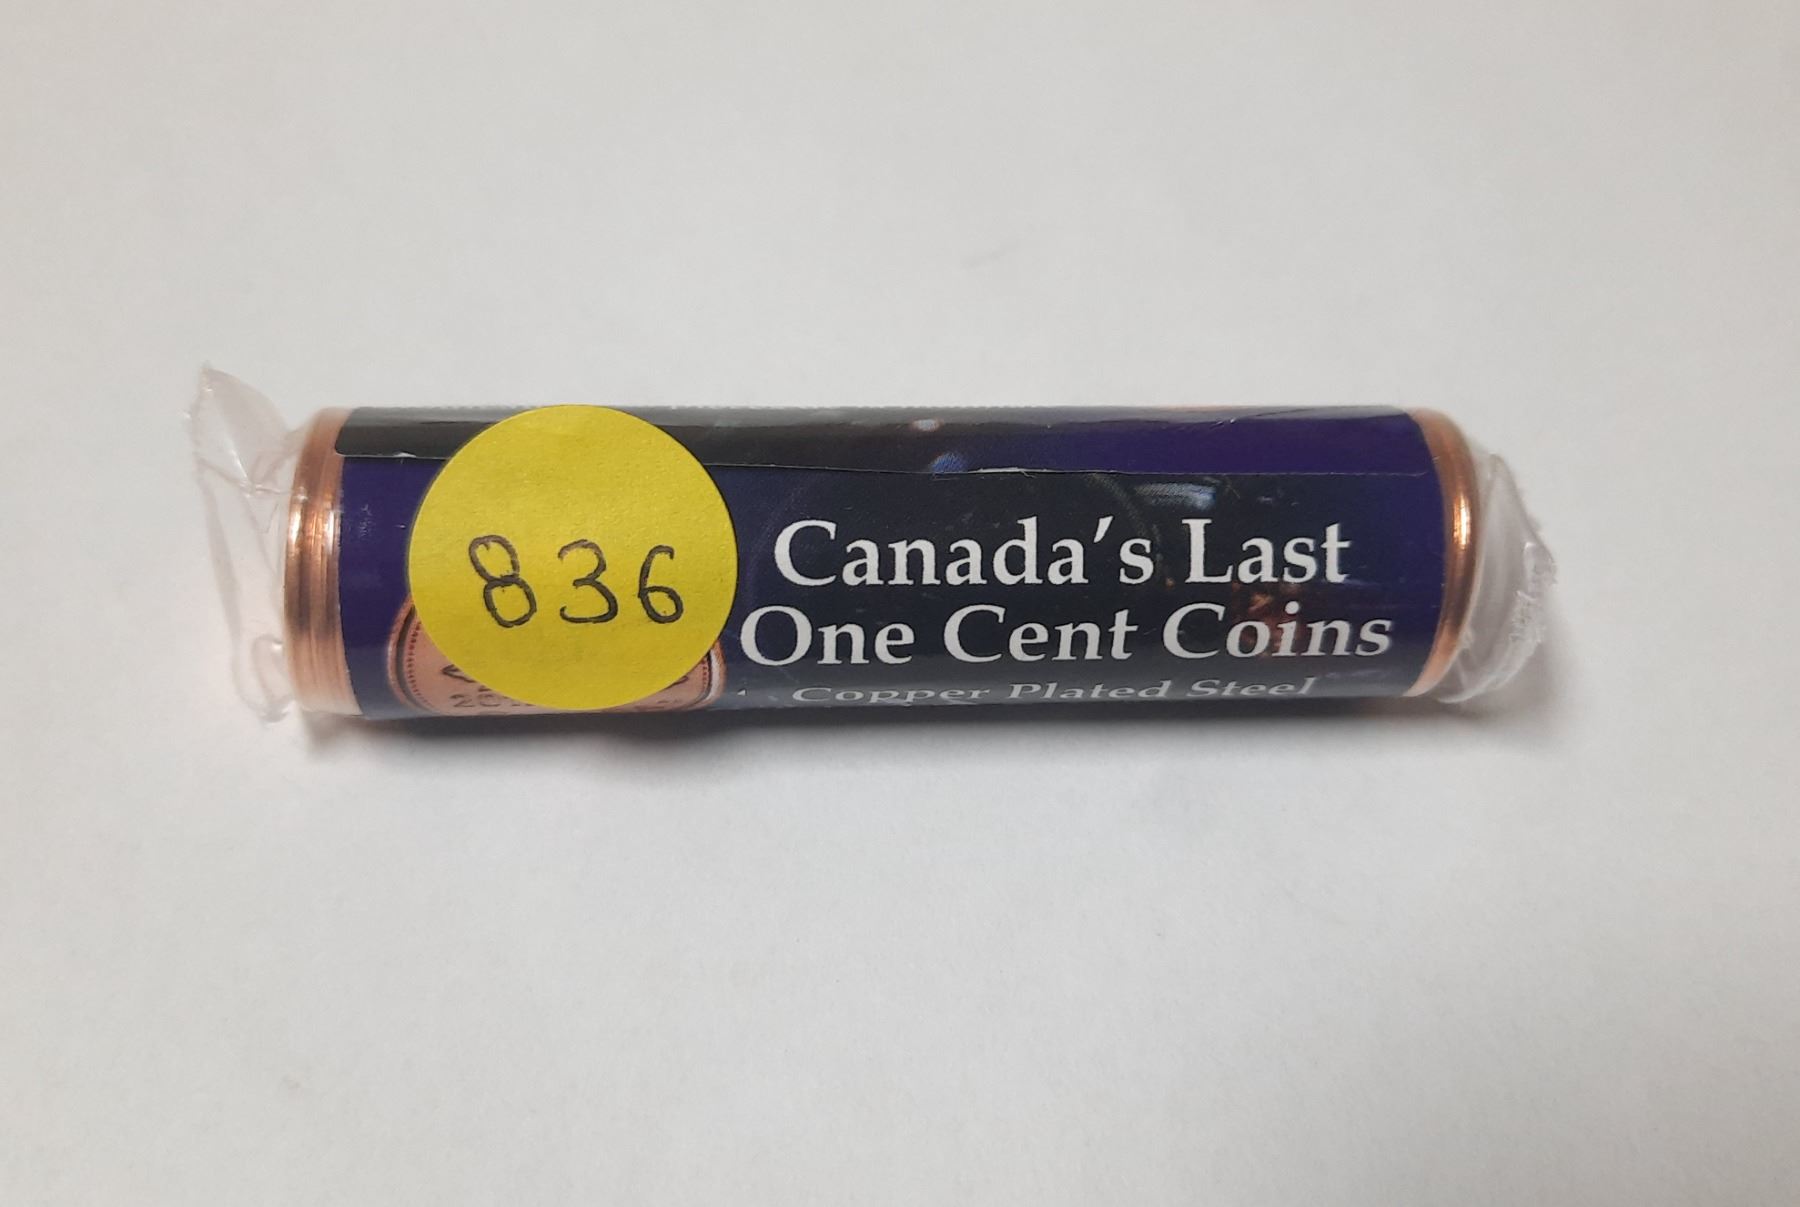 836
Canada's Last
One Cent Coins
Copper Plated Steel